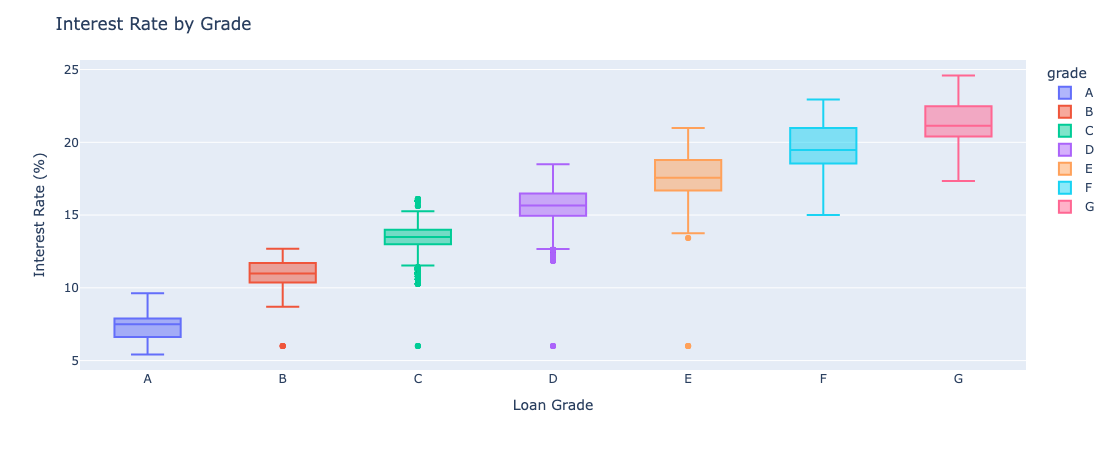 Interest Rate by Grade
grade
A
B
C
D
E
F
G
Interest Rate (%)
25
20
15
10
5
A B C D E F G
Loan Grade